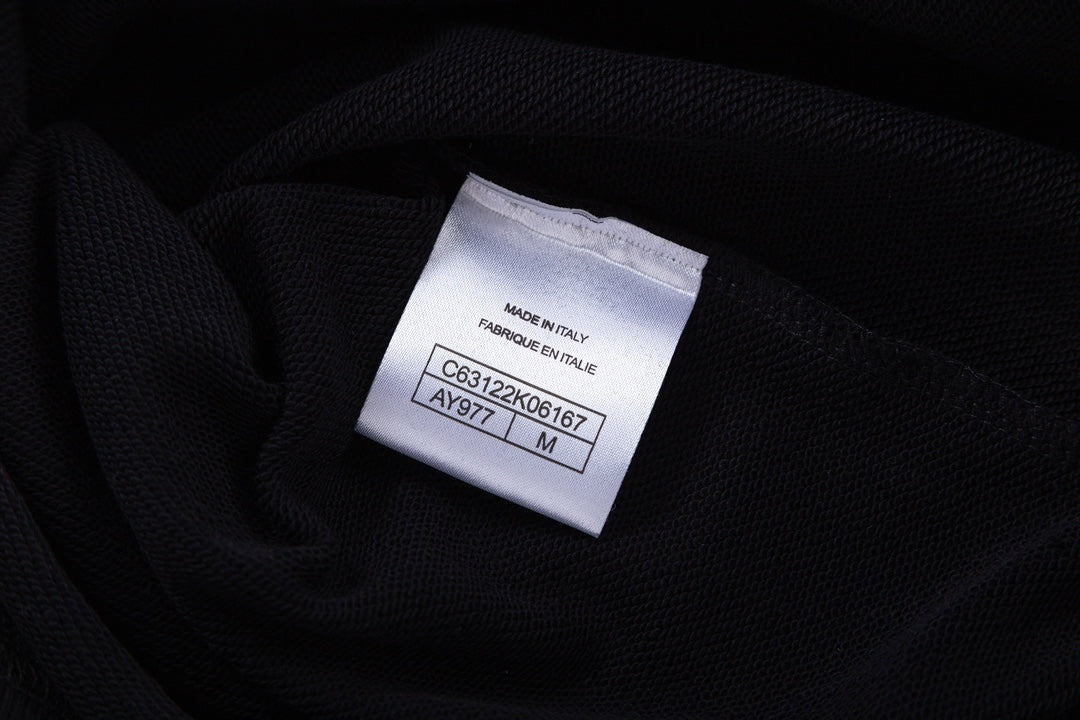 MADE IN ITALY
FABRIQUE EN ITALIE
C63122K06167
AY977 M